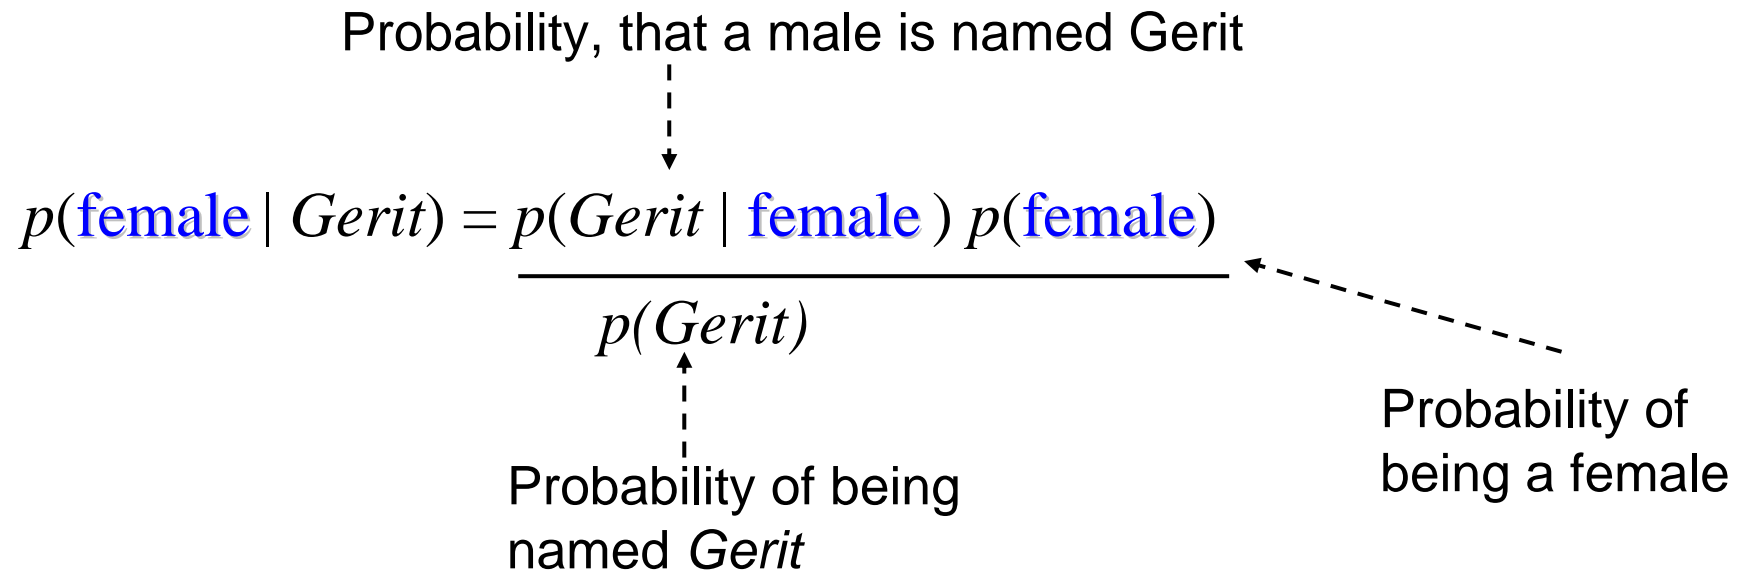 Probability, that a male is named Gerit
p(female | Gerit) = p(Gerit | female ) p(female)
p(Gerit)
Probability of
being a female
Probability of being
named Gerit